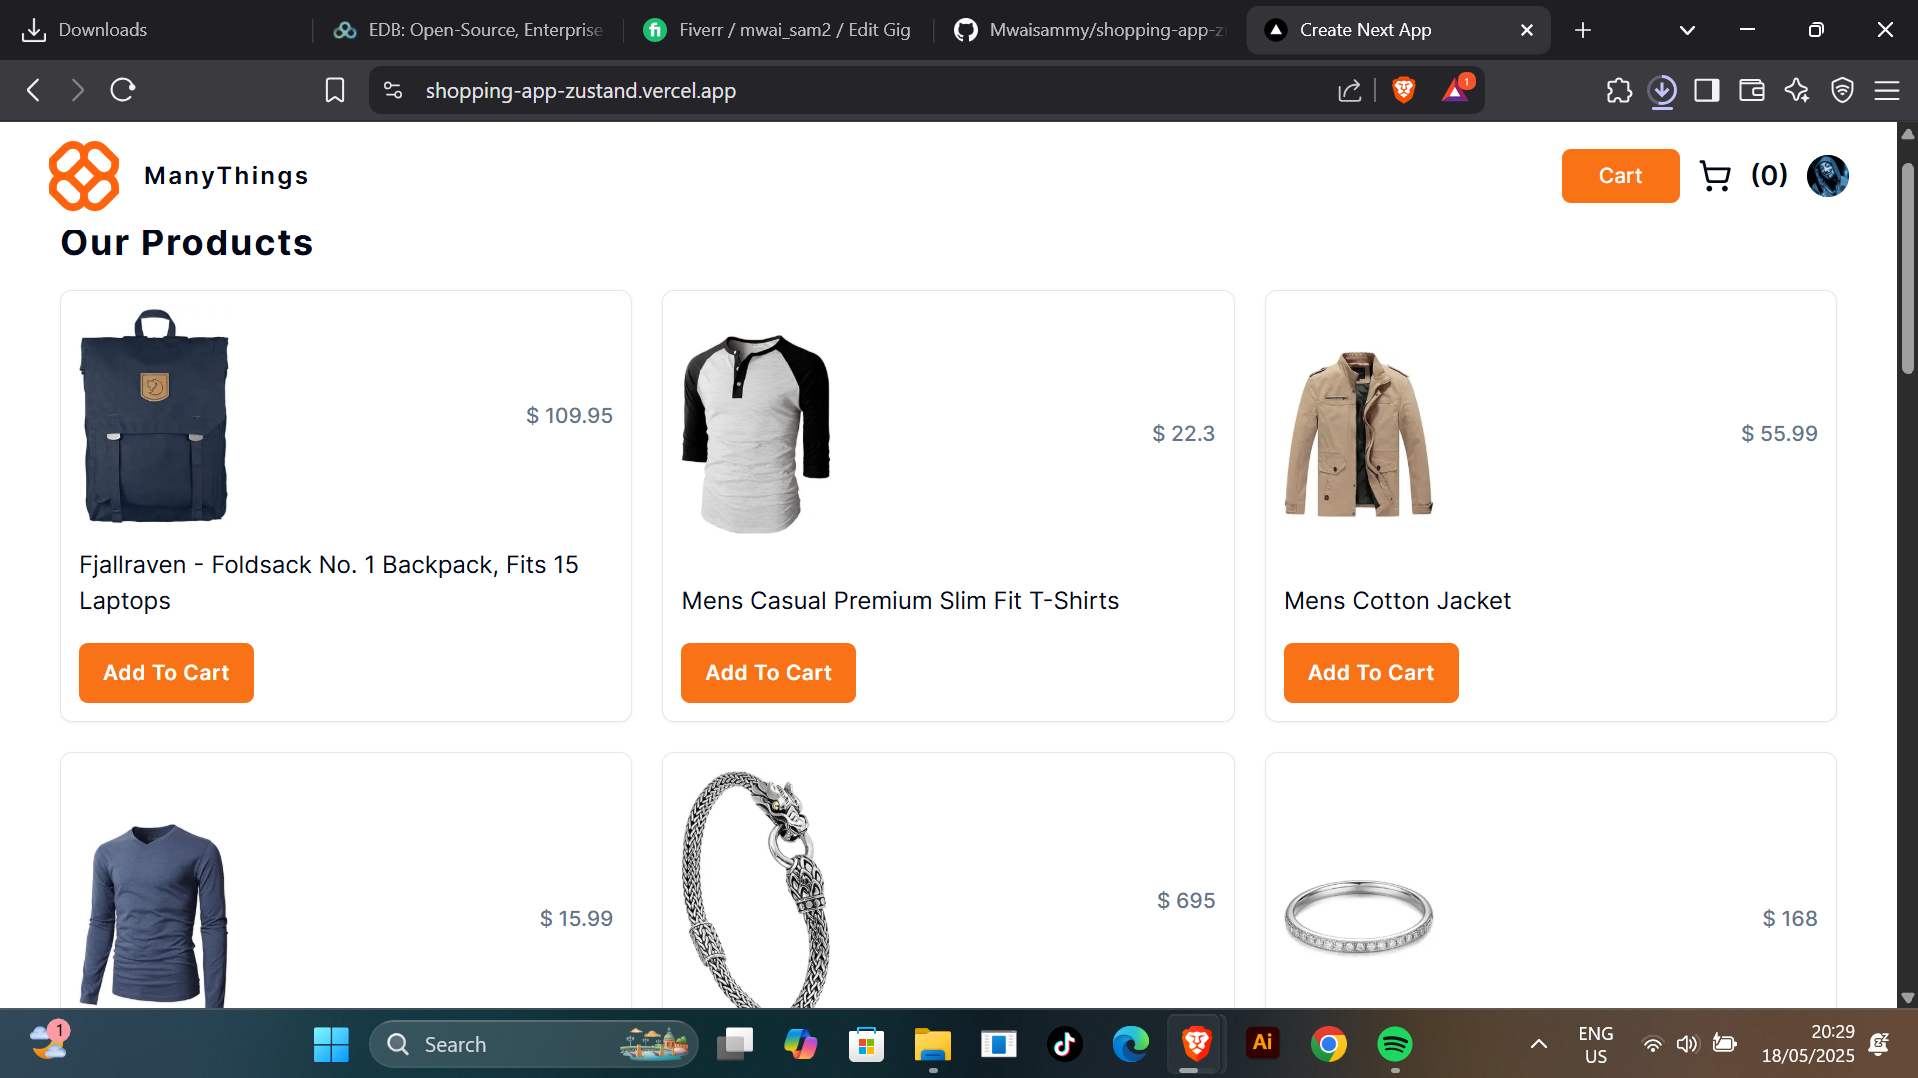 Downloads
EDB: Open-Source, Enterprise
Fiverr / mwai_sam2 / Edit Gig
Mwaisammy/shopping-app-z
Create Next App
shopping-app-zustand.vercel.app
1
ManyThings
Cart
(0)
Our Products
$ 109.95
$ 22.3
$ 55.99
Fjallraven - Foldsack No. 1 Backpack, Fits 15
Laptops
Mens Casual Premium Slim Fit T-Shirts
Mens Cotton Jacket
Add To Cart
Add To Cart
Add To Cart
$ 15.99
$ 695
$ 168
1
Search
Ai
ENG
US
20:29
18/05/2025